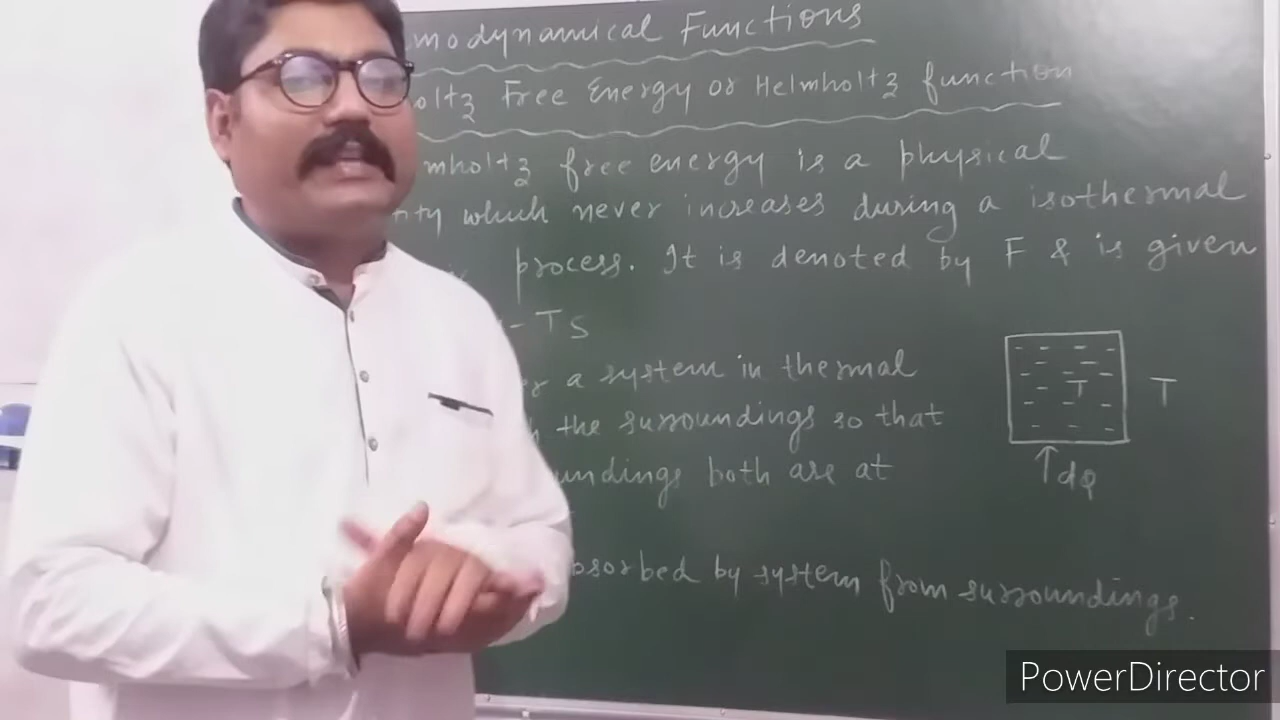 modynamical Functions
oltz Free Energy or Helmholtz function
mholtz free energy is a physical
tity which never increases during a isothermal
process. It is denoted by F & is given
- TS
r a system in thermal
h the surroundings so that
undings both are at
T
T
↑dQ
bsorbed by system from surroundings.
PowerDirector